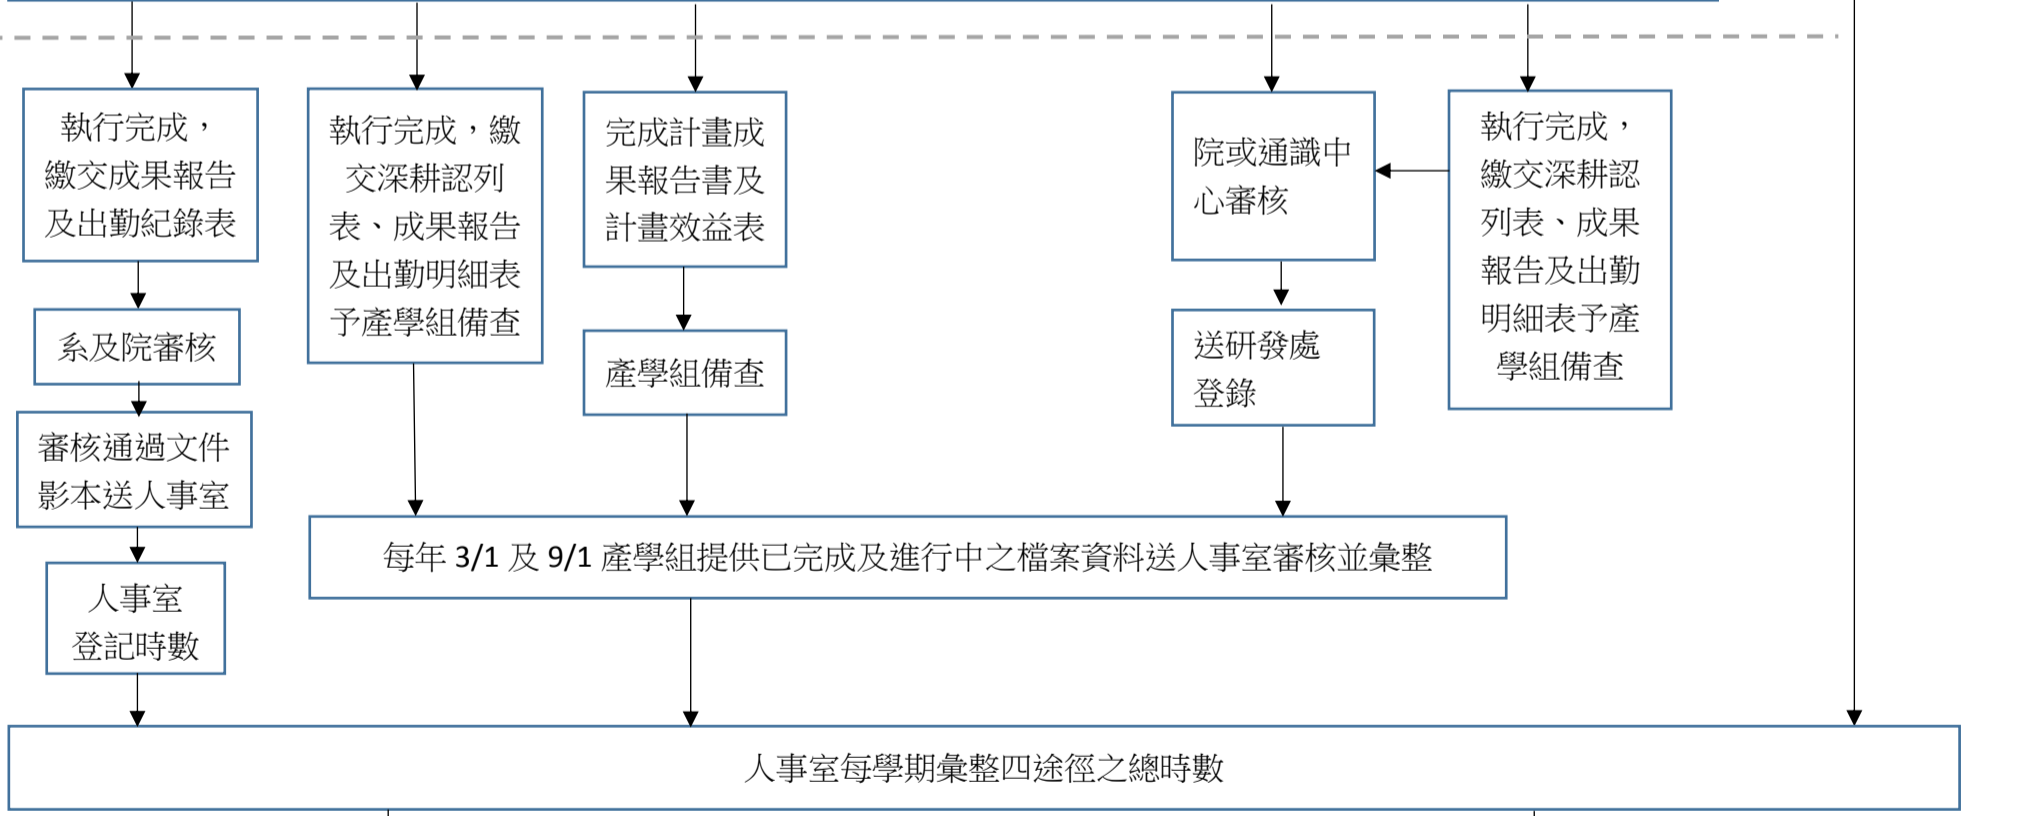 執行完成，
繳交成果報告
及出勤紀錄表
系及院審核
審核通過文件
影本送人事室
人事室
登記時數
執行完成，繳
交深耕認列
表、成果報告
及出勤明細表
予產學組備查
完成計畫成
果報告書及
計畫效益表
產學組備查
院或通識中
心審核
送研發處
登錄
執行完成，
繳交深耕認
列表、成果
報告及出勤
明細表予產
學組備查
每年 3/1 及 9/1 產學組提供已完成及進行中之檔案資料送人事室審核並彙整
人事室每學期彙整四途徑之總時數